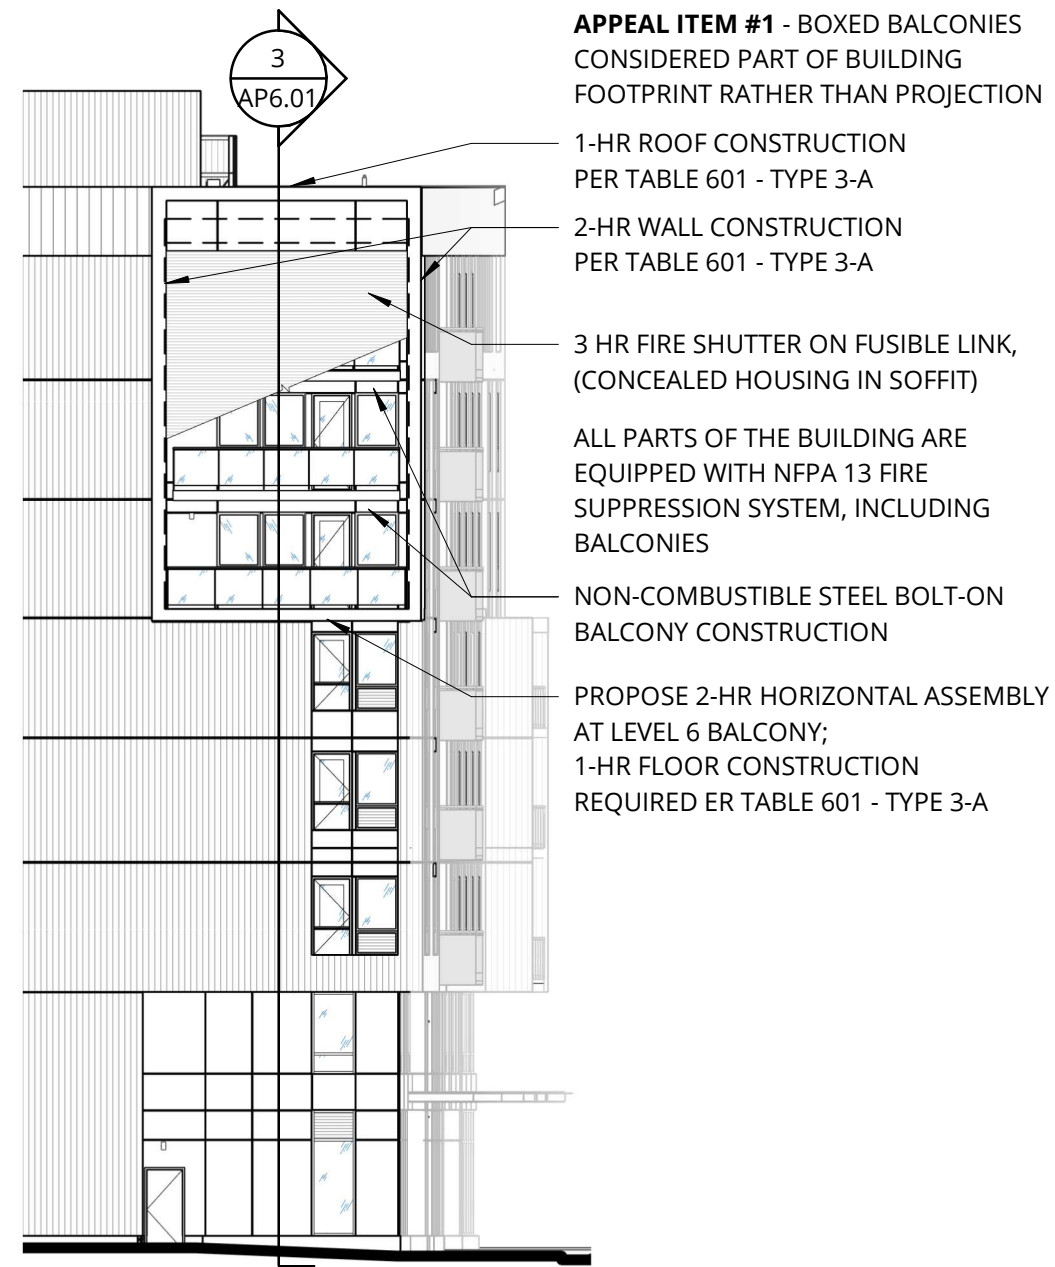 3
AP6.01
APPEAL ITEM #1 - BOXED BALCONIES
CONSIDERED PART OF BUILDING
FOOTPRINT RATHER THAN PROJECTION
1-HR ROOF CONSTRUCTION
PER TABLE 601 - TYPE 3-A
2-HR WALL CONSTRUCTION
PER TABLE 601 - TYPE 3-A
3 HR FIRE SHUTTER ON FUSIBLE LINK,
(CONCEALED HOUSING IN SOFFIT)
ALL PARTS OF THE BUILDING ARE
EQUIPPED WITH NFPA 13 FIRE
SUPPRESSION SYSTEM, INCLUDING
BALCONIES
NON-COMBUSTIBLE STEEL BOLT-ON
BALCONY CONSTRUCTION
PROPOSE 2-HR HORIZONTAL ASSEMBLY
AT LEVEL 6 BALCONY;
1-HR FLOOR CONSTRUCTION
REQUIRED ER TABLE 601 - TYPE 3-A